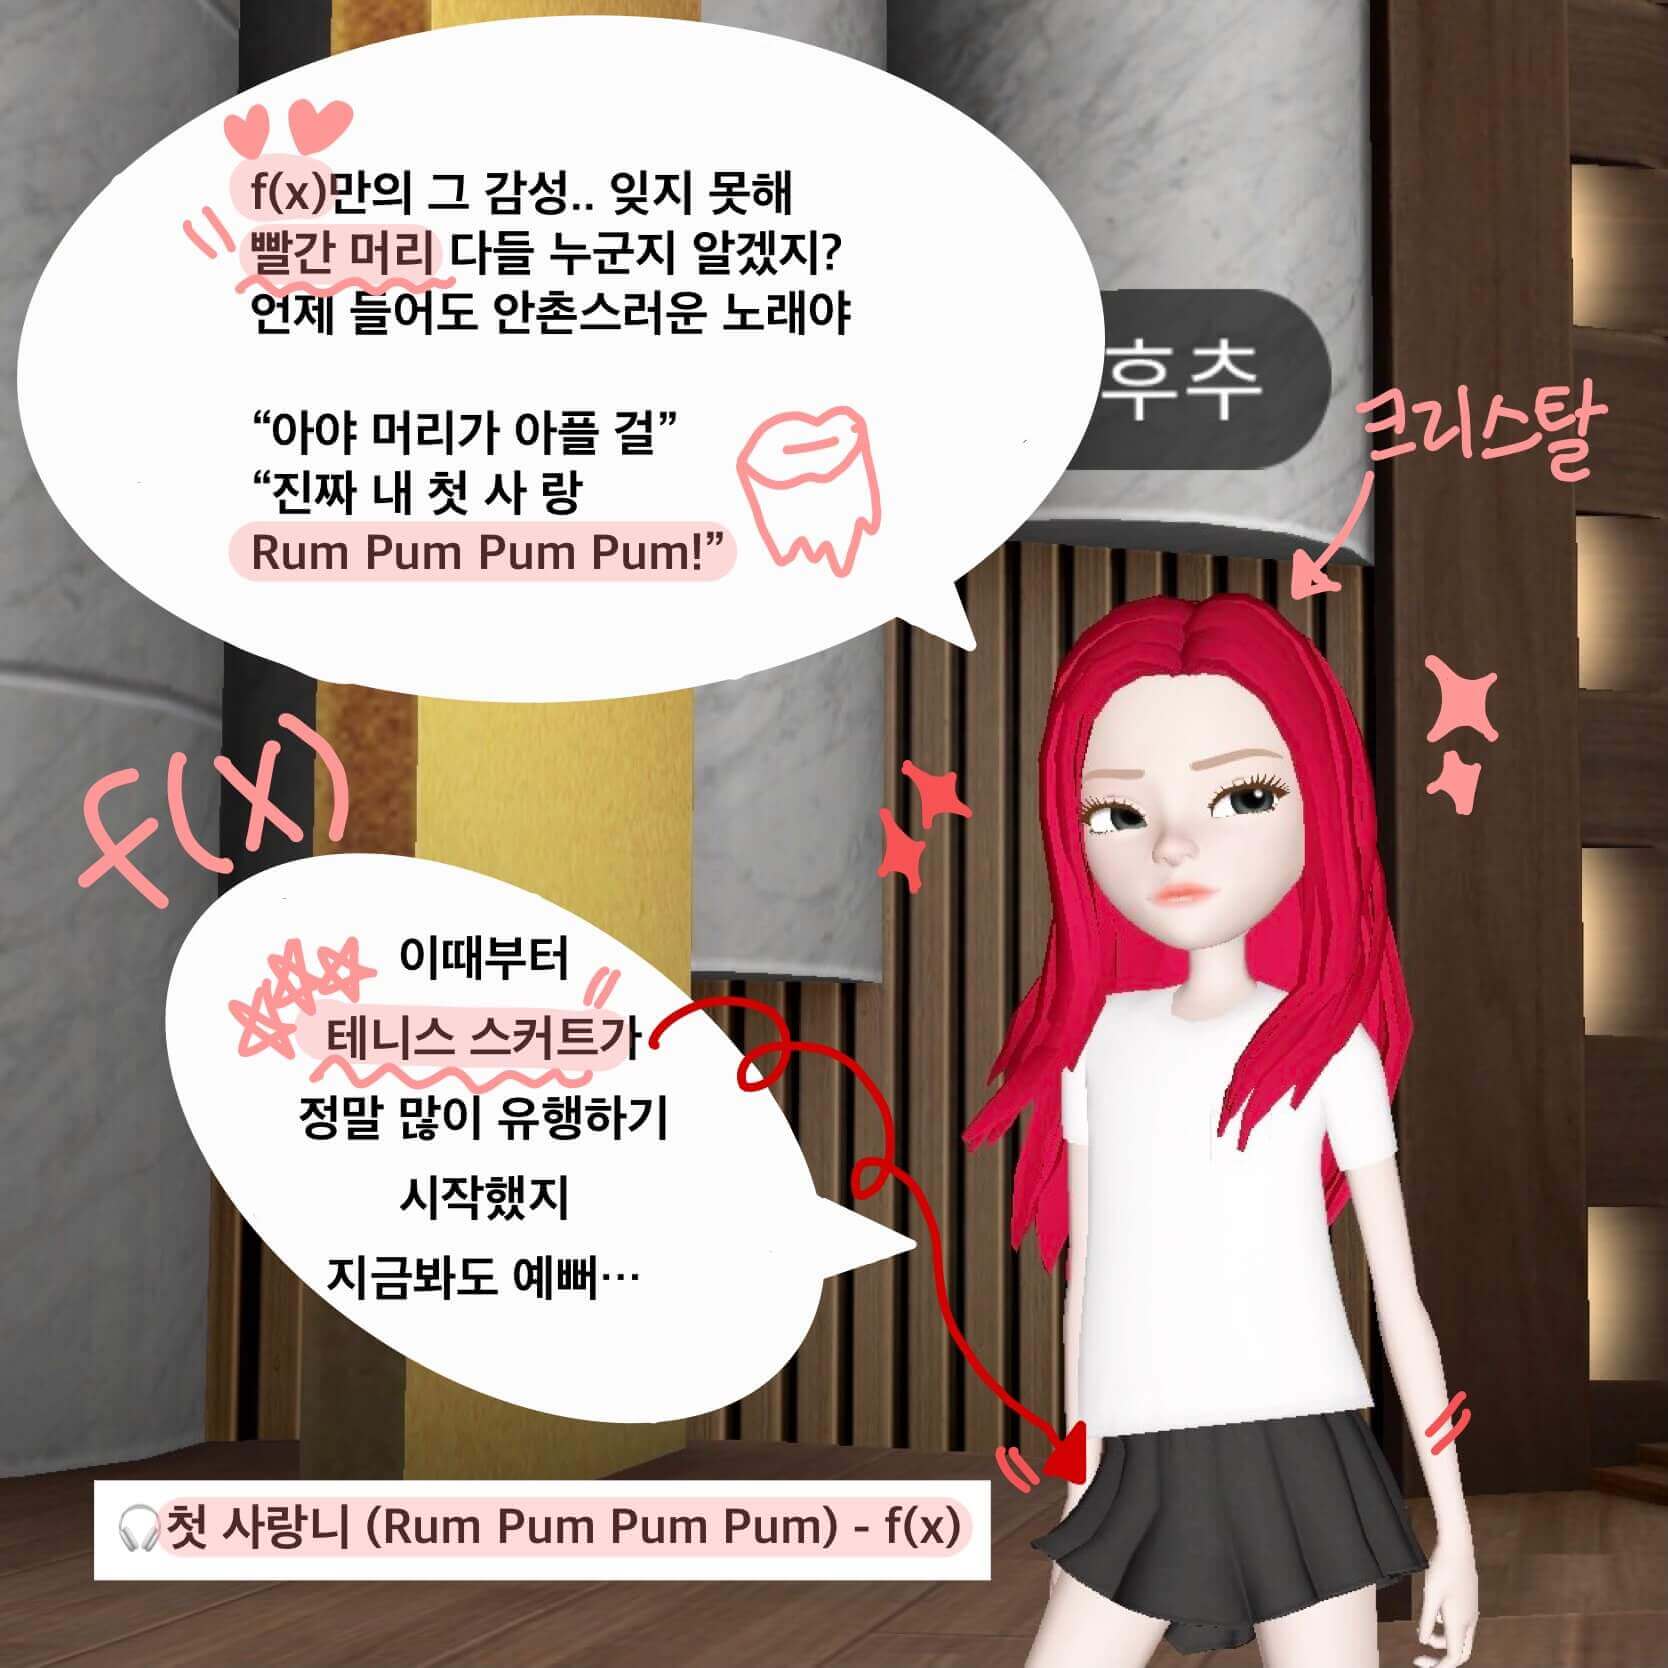 f(x)만의 그 감성.. 잊지 못해
빨간 머리 다들 누군지 알겠지?
언제 들어도 안촌스러운 노래야
“아야 머리가 아플 걸”
“진짜 내 첫 사 랑
Rum Pum Pum Pum!”
후추
크리스탈
f(x)
이때부터
테니스 스커트가
정말 많이 유행하기
시작했지
지금봐도 예뻐…
🎧첫 사랑니 (Rum Pum Pum Pum) - f(x)